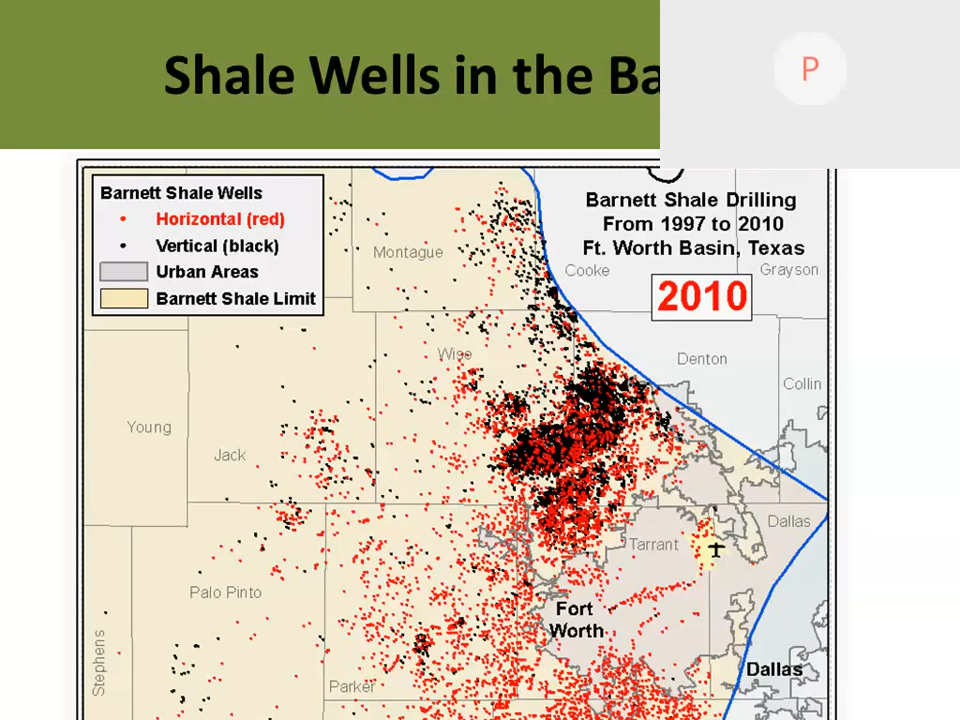 Shale Wells in the Ba
P
Barnett Shale Wells
Horizontal (red)
Vertical (black)
Urban Areas
Barnett Shale Limit
Barnett Shale Drilling
From 1997 to 2010
Ft. Worth Basin, Texas
2010
Montague
Cooke
Grayson
Wise
Denton
Collin
Young
Jack
Dallas
Tarrant
Palo Pinto
Fort
Worth
Stephens
Parker
Dallas